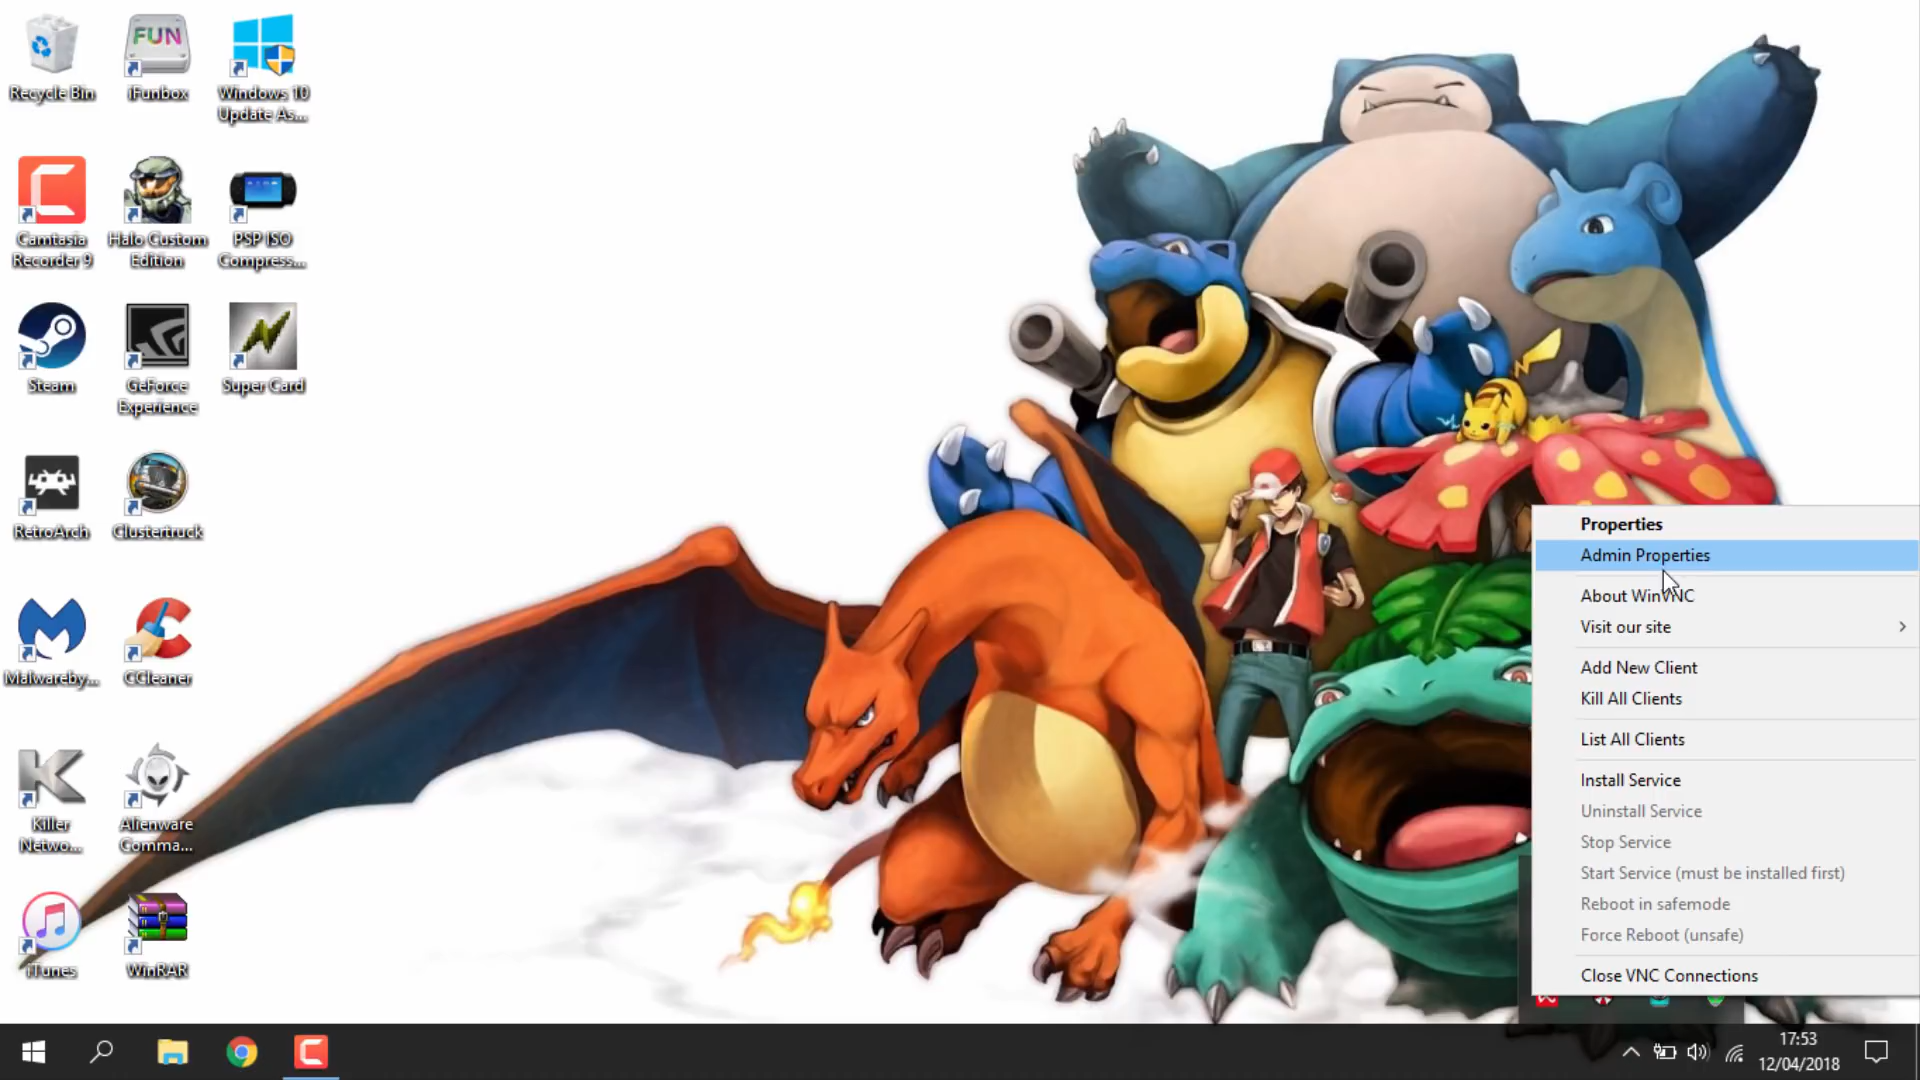 Recycle Bin
iFunbox
FUN
Windows 10
Update As...
Camtasia
Recorder 9
Halo Custom
Edition
PSP ISO
Compress...
Steam
GeForce
Experience
Super Card
RetroArch
Clustertruck
Malwareby...
CCleaner
Killer
Netwo...
Alienware
Comma...
iTunes
WinRAR
Properties
Admin Properties
About WinVNC
Visit our site
Add New Client
Kill All Clients
List All Clients
Install Service
Uninstall Service
Stop Service
Start Service (must be installed first)
Reboot in safemode
Force Reboot (unsafe)
Close VNC Connections
17:53
12/04/2018